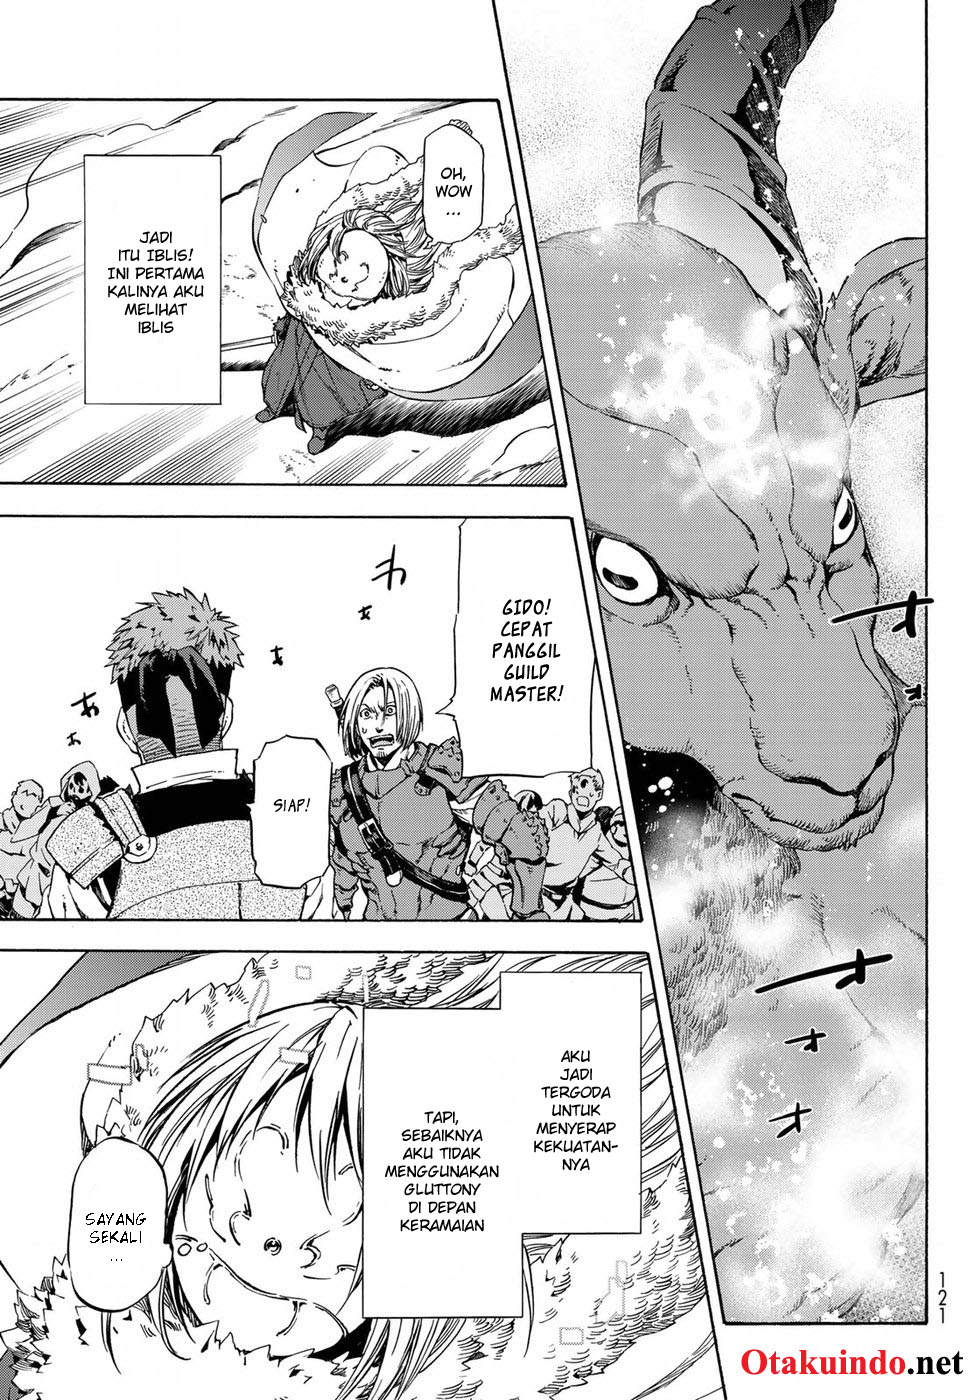 OH,
WOW
...
JADI
ITU IBLIS!
INI PERTAMA
KALINYA AKU
MELIHAT
IBLIS
GIDO!
CEPAT
PANGGIL
GUILD
MASTER!
SIAP!
AKU
JADI
TERGODA
UNTUK
MENYERAP
KEKUATAN-
NYA
TAPI,
SEBAIKNYA
AKU TIDAK
MENGGUNAKAN
GLUTTONY
DI DEPAN
KERAMAIAN
SAYANG
SEKALI
...
121
Otakuindo.net